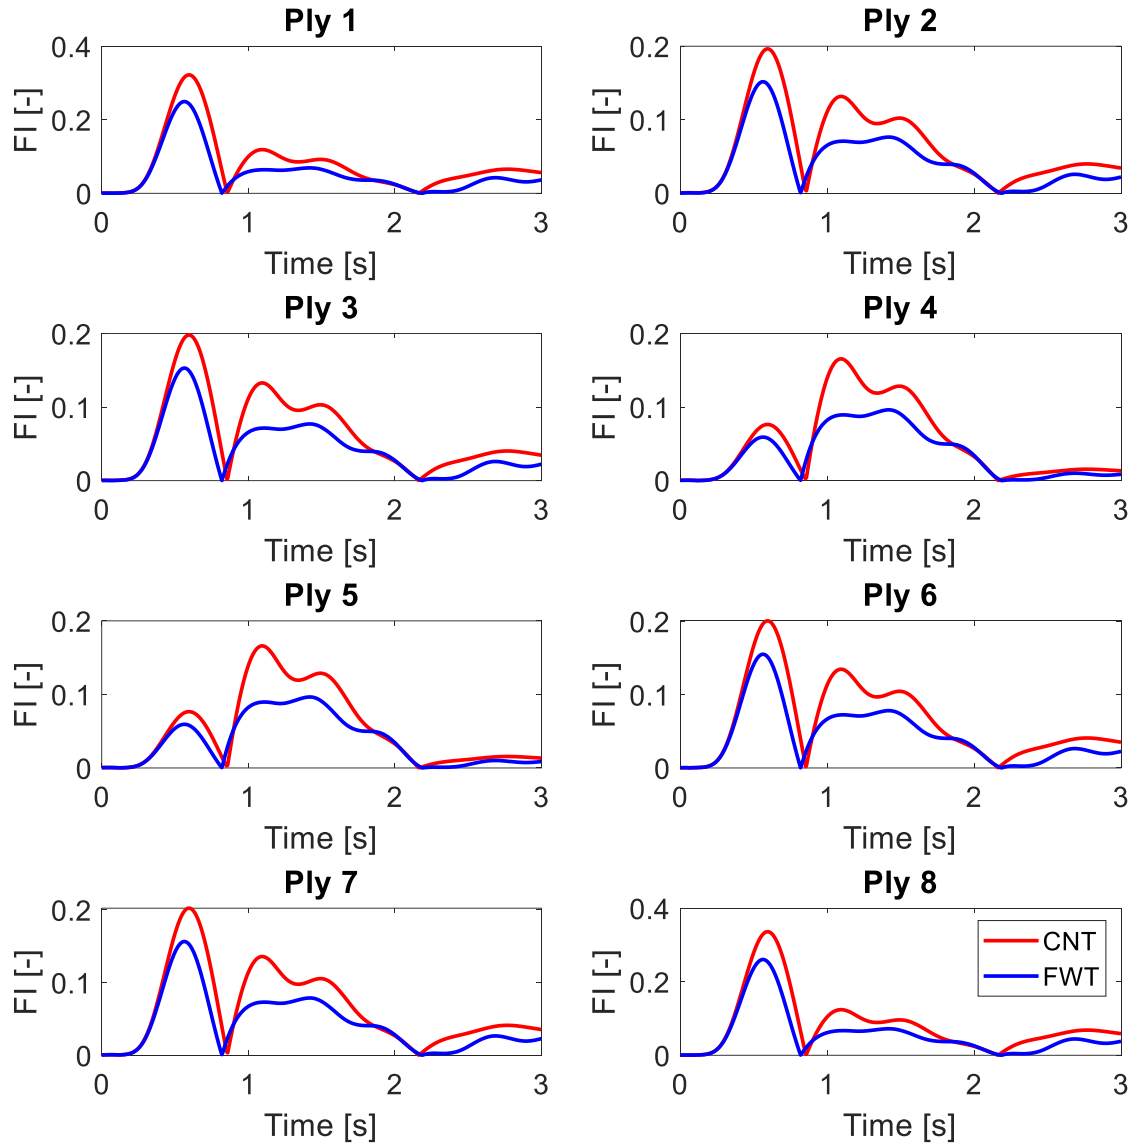 Ply 1
0.4
0.2
0
FI [-]
0 1 2 3
Time [s]
Ply 2
0.2
0.1
0
FI [-]
0 1 2 3
Time [s]
Ply 3
0.2
0.1
0
FI [-]
0 1 2 3
Time [s]
Ply 4
0.2
0.1
0
FI [-]
0 1 2 3
Time [s]
Ply 5
0.2
0.1
0
FI [-]
0 1 2 3
Time [s]
Ply 6
0.2
0.1
0
FI [-]
0 1 2 3
Time [s]
Ply 7
0.2
0.1
0
FI [-]
0 1 2 3
Time [s]
Ply 8
0.4
0.2
0
FI [-]
CNT
FWT
0 1 2 3
Time [s]